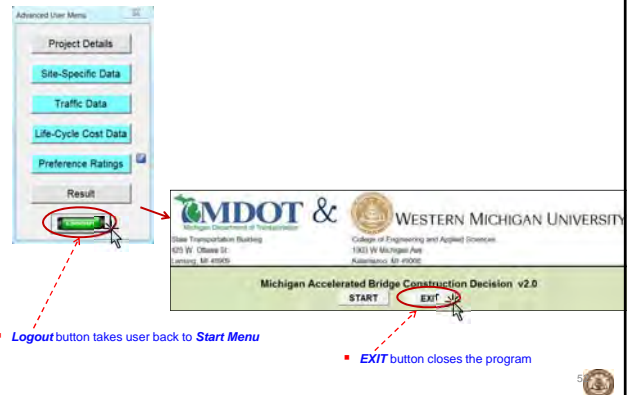 Advanced User Menu
Project Details
Site-Specific Data
Traffic Data
Life-Cycle Cost Data
Preference Ratings
Result
MDOT & WESTERN MICHIGAN UNIVERSITY
Michigan Department of Transportation
State Transportation Building
College of Engineering and Applied Sciences
425 W. Ottawa St.
1903 W Michigan Ave
Lansing, MI 48909
Kalamazoo, MI 49008
Michigan Accelerated Bridge Construction Decision v2.0
START EXIT
Logout button takes user back to Start Menu
▪ EXIT button closes the program